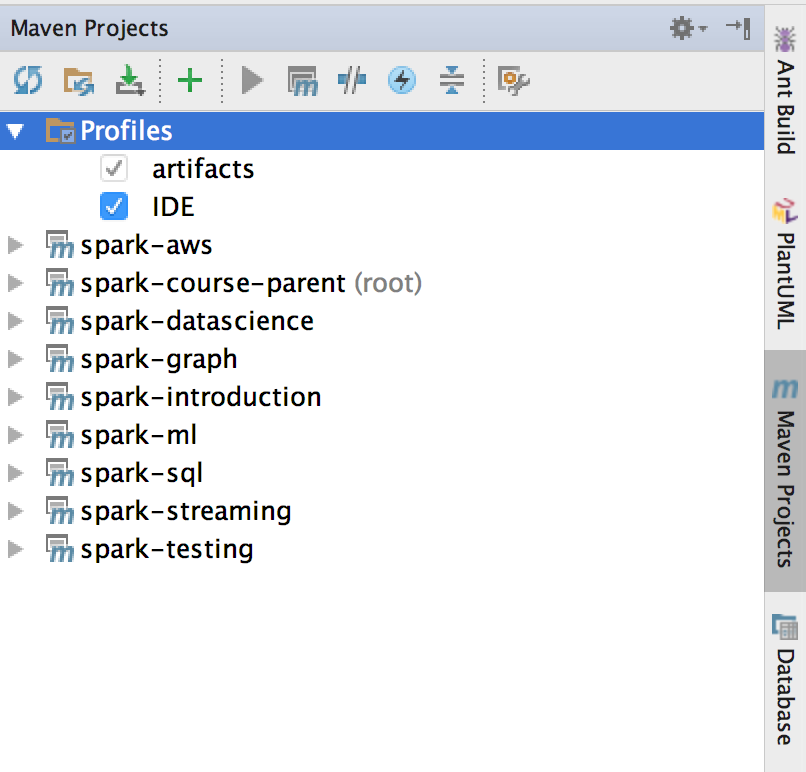 Maven Projects
Profiles
artifacts
IDE
spark-aws
spark-course-parent (root)
spark-datascience
spark-graph
spark-introduction
spark-ml
spark-sql
spark-streaming
spark-testing
Ant Build
PlantUML
Maven Projects
Database